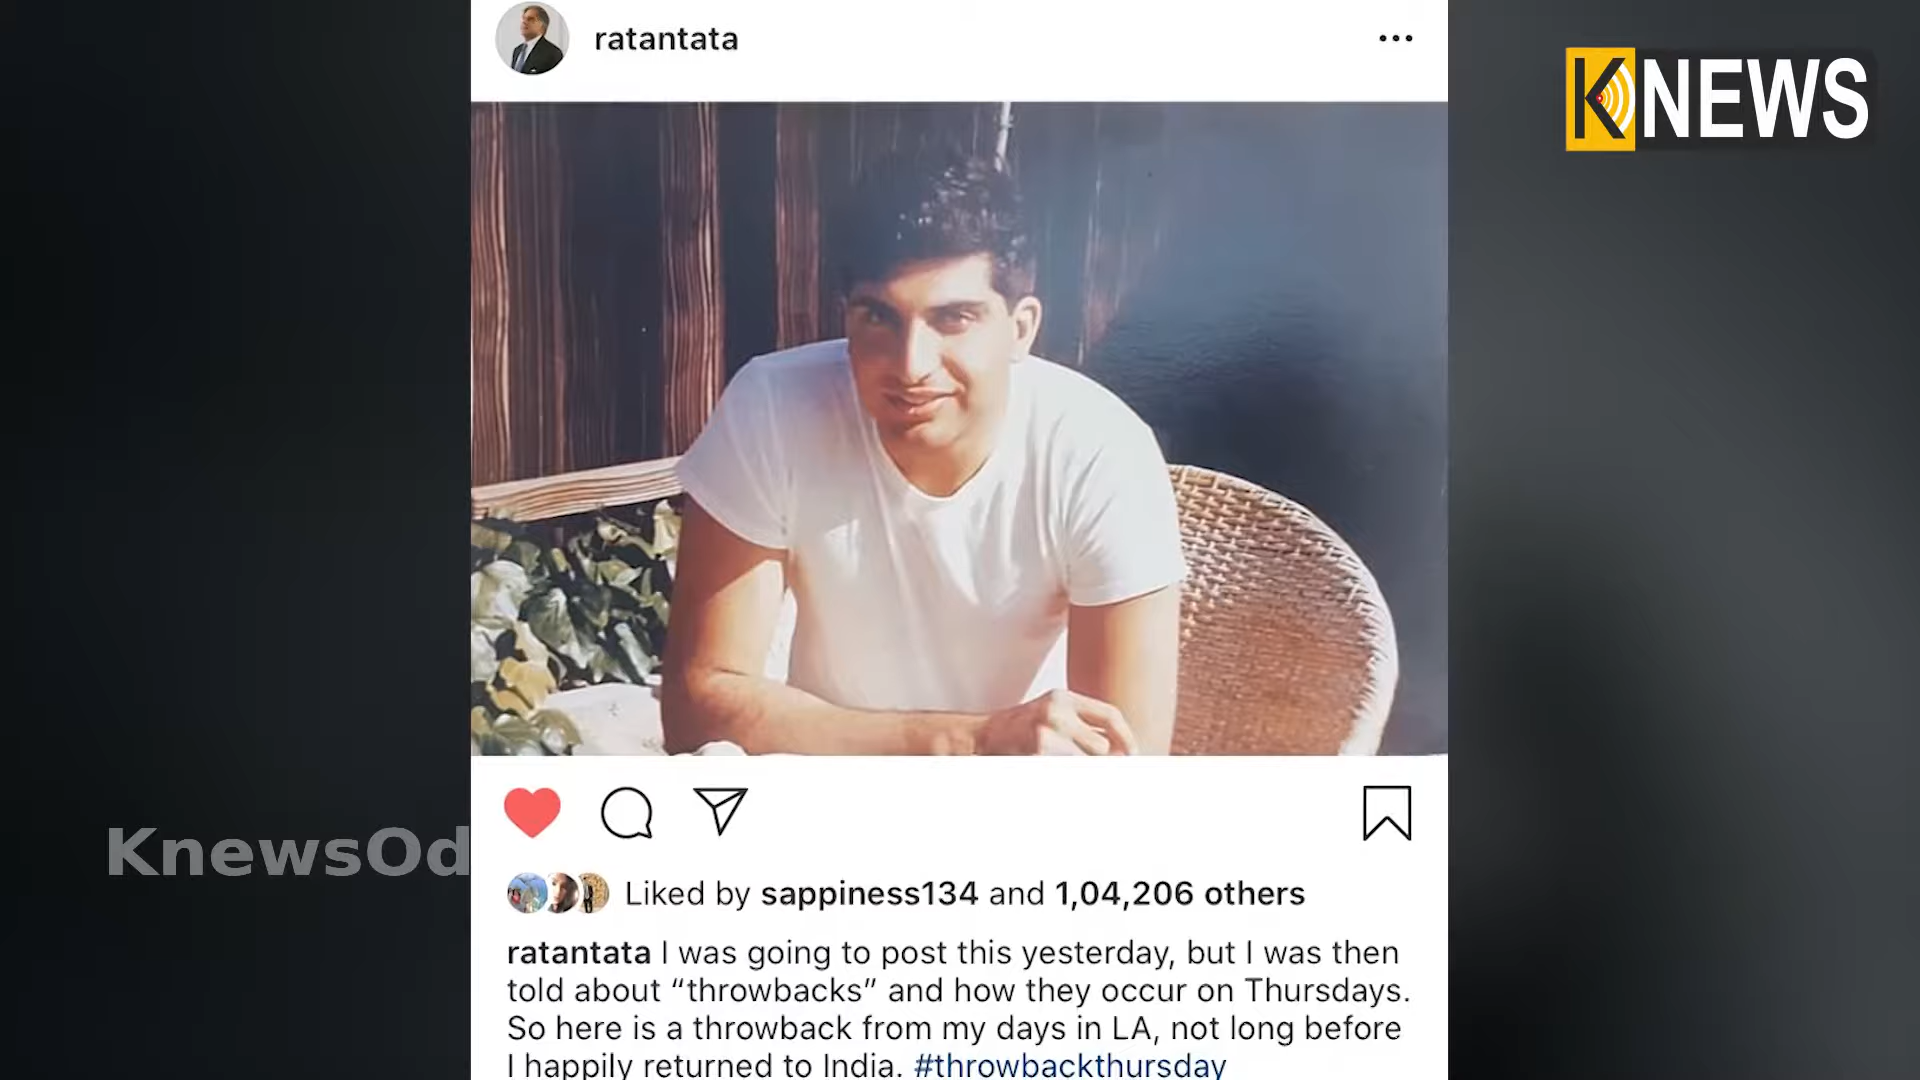 ratantata
KNEWS
KnewsOd
Liked by sappiness134 and 1,04,206 others
ratantata I was going to post this yesterday, but I was then
told about “throwbacks” and how they occur on Thursdays.
So here is a throwback from my days in LA, not long before
I happily returned to India. #throwbackthursday